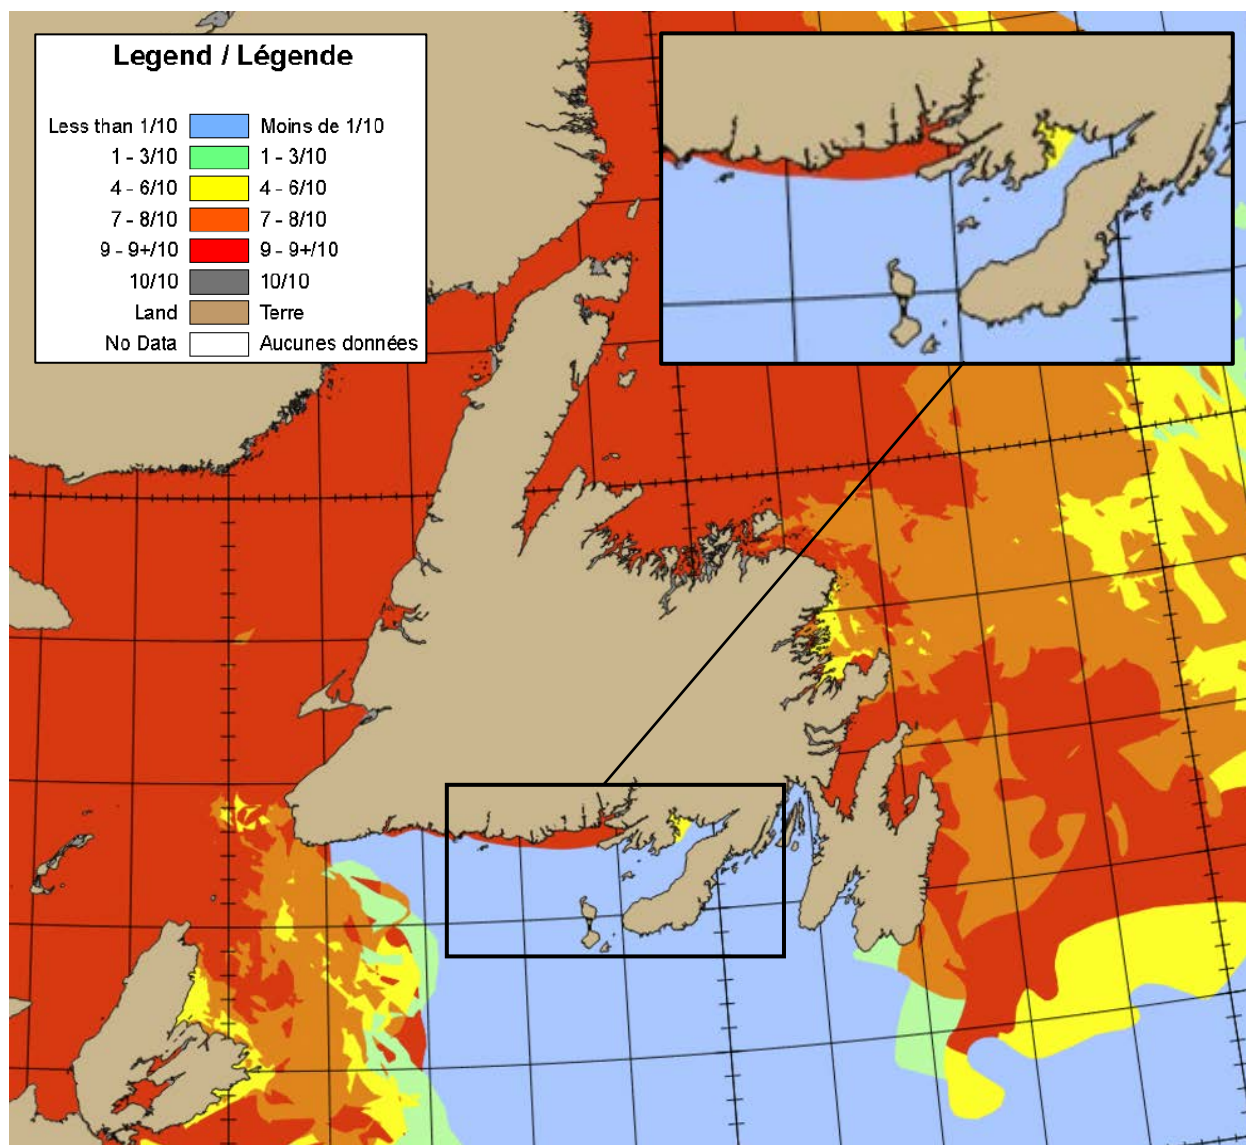 Legend / Légende
Less than 1/10 Moins de 1/10
1 - 3/10 1 - 3/10
4 - 6/10 4 - 6/10
7 - 8/10 7 - 8/10
9 - 9+/10 9 - 9+/10
10/10 10/10
Land Terre
No Data Aucunes données